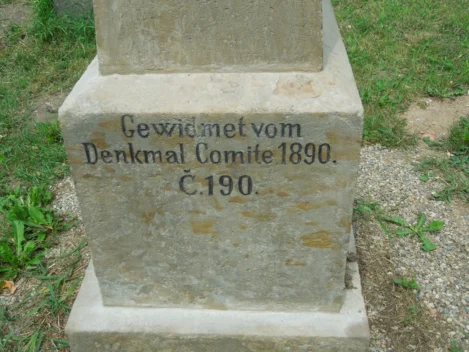 Gewidmet vom
Denkmal Comite 1890.
Č.190.